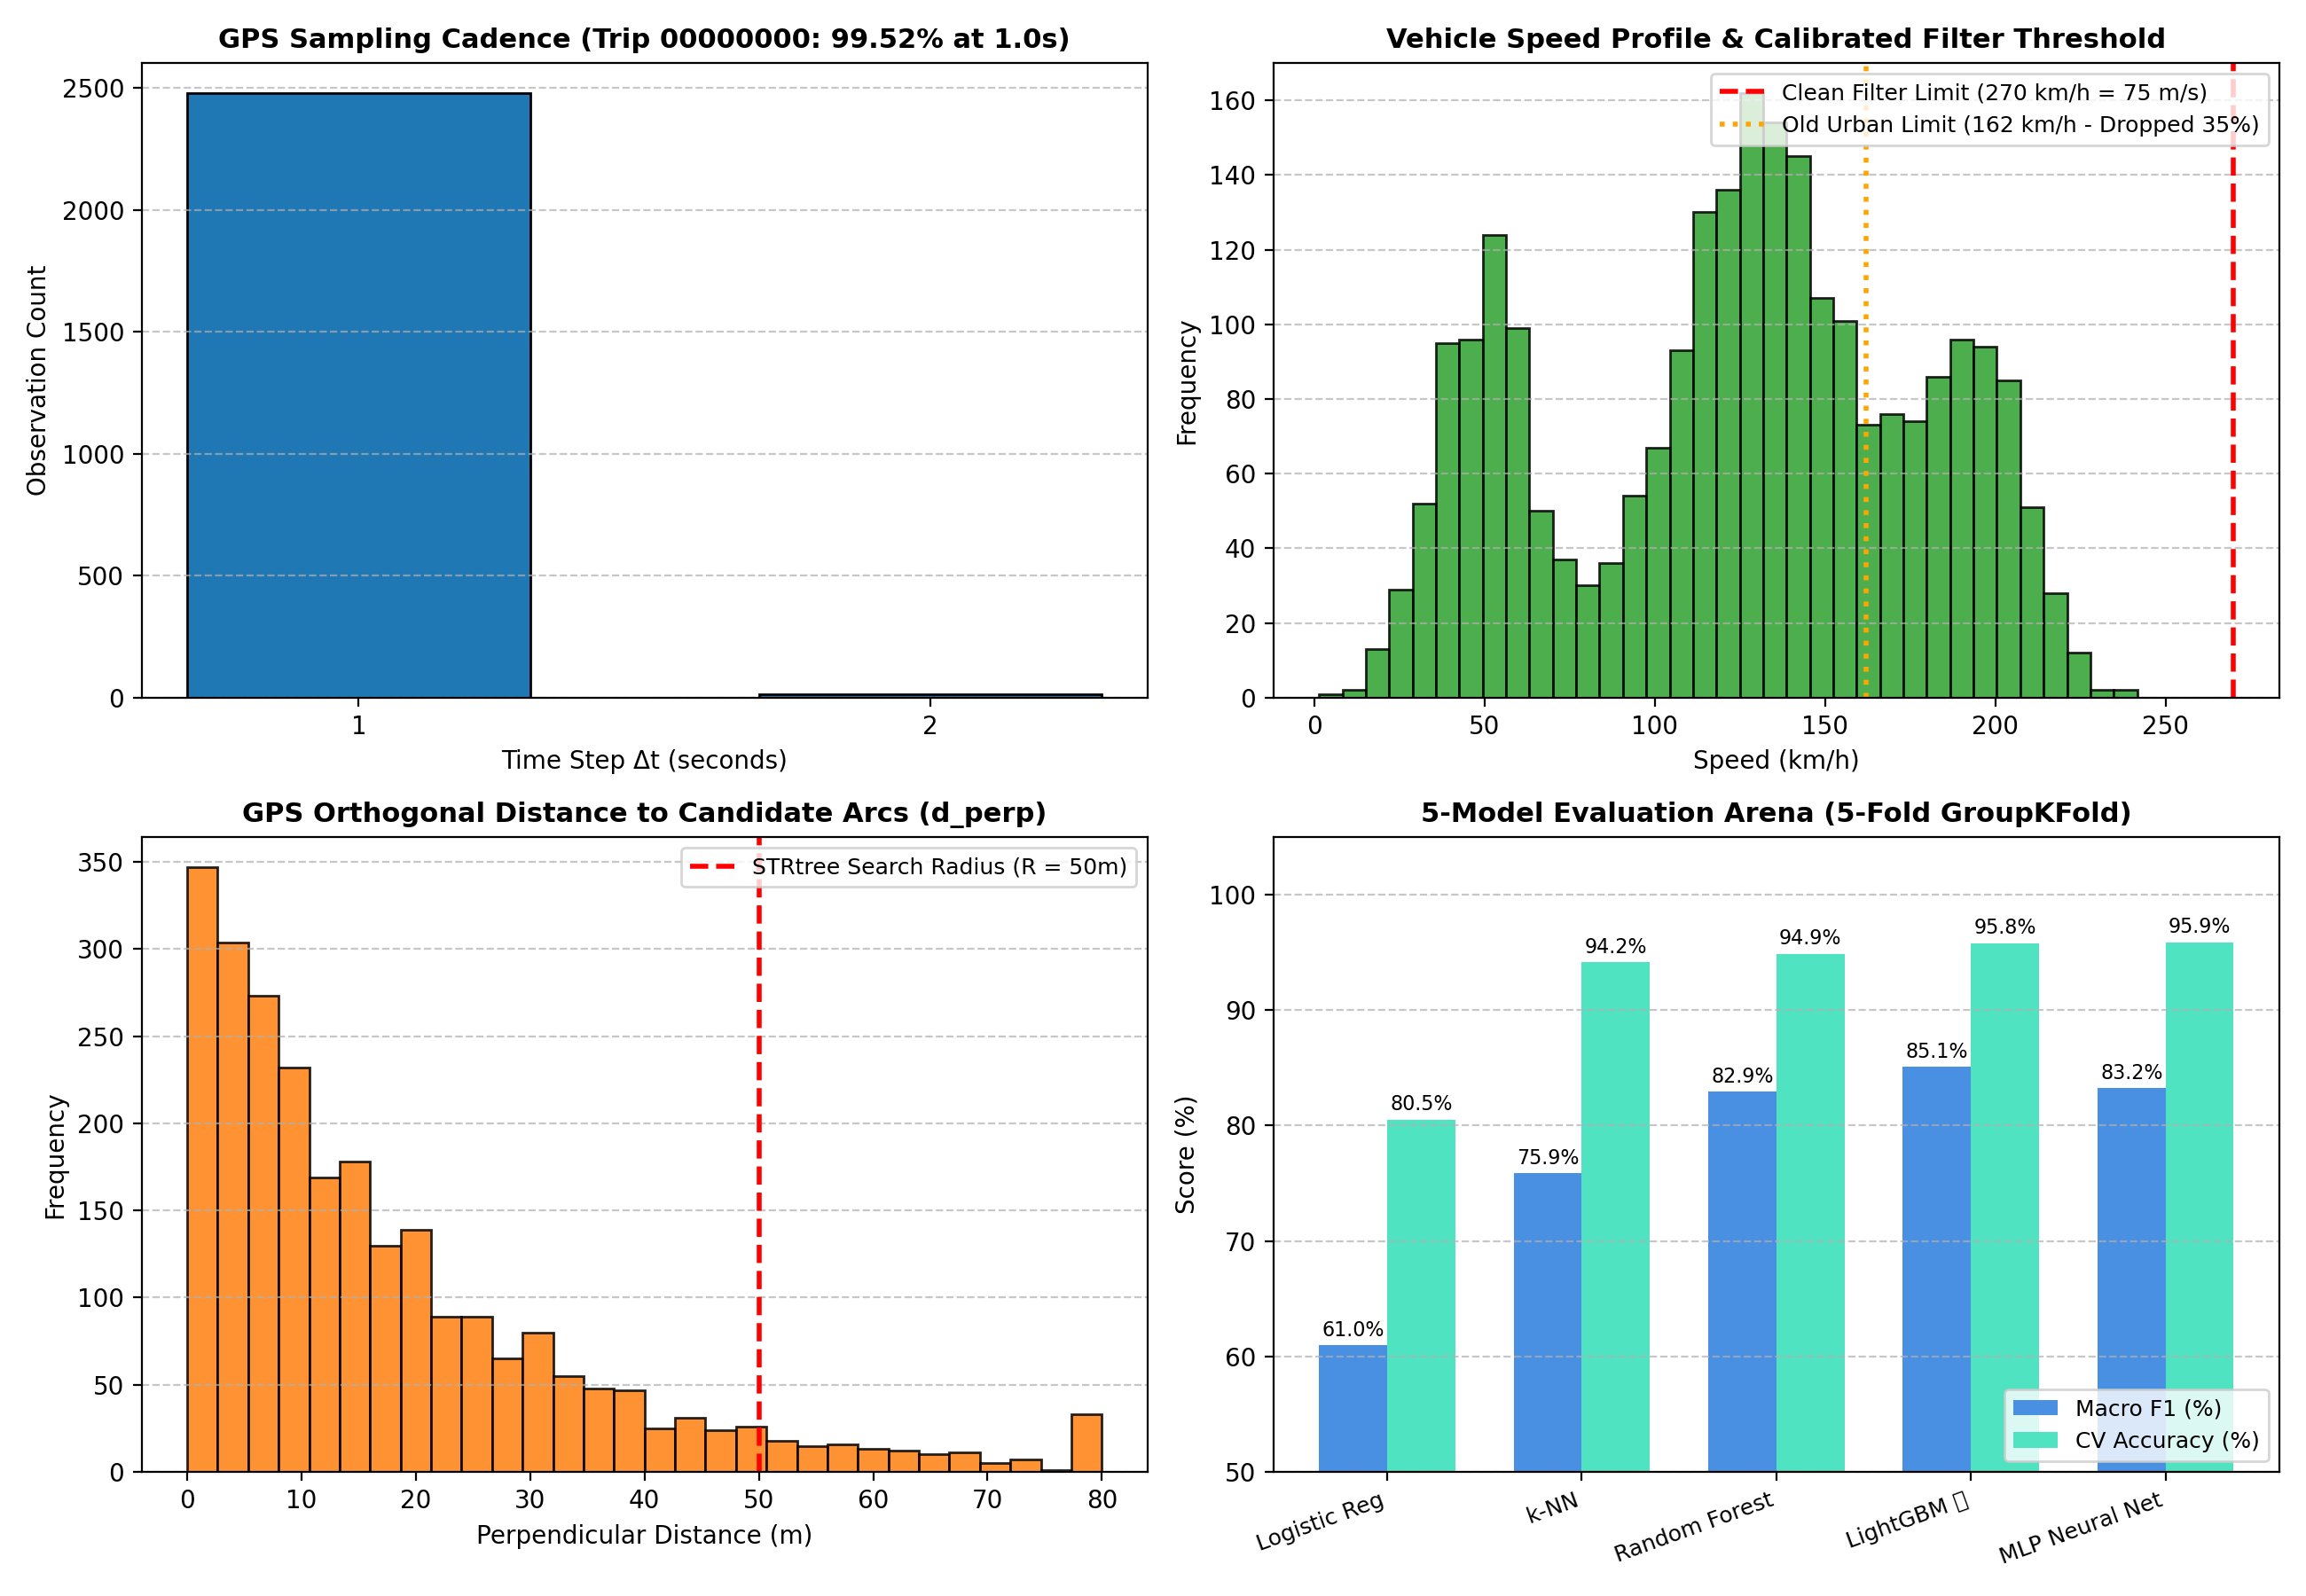 GPS Sampling Cadence (Trip 00000000: 99.52% at 1.0s)
Observation Count
2500
2000
1500
1000
500
0
1
2
Time Step Δt (seconds)
Vehicle Speed Profile & Calibrated Filter Threshold
Clean Filter Limit (270 km/h = 75 m/s)
Old Urban Limit (162 km/h - Dropped 35%)
Frequency
160
140
120
100
80
60
40
20
0
0
50
100
150
200
250
Speed (km/h)
GPS Orthogonal Distance to Candidate Arcs (d_perp)
STRtree Search Radius (R = 50m)
Frequency
350
300
250
200
150
100
50
0
0
10
20
30
40
50
60
70
80
Perpendicular Distance (m)
5-Model Evaluation Arena (5-Fold GroupKFold)
Score (%)
100
90
80
70
60
50
61.0%
80.5%
75.9%
94.2%
82.9%
94.9%
85.1%
95.8%
83.2%
95.9%
Macro F1 (%)
CV Accuracy (%)
Logistic Reg
k-NN
Random Forest
LightGBM
MLP Neural Net